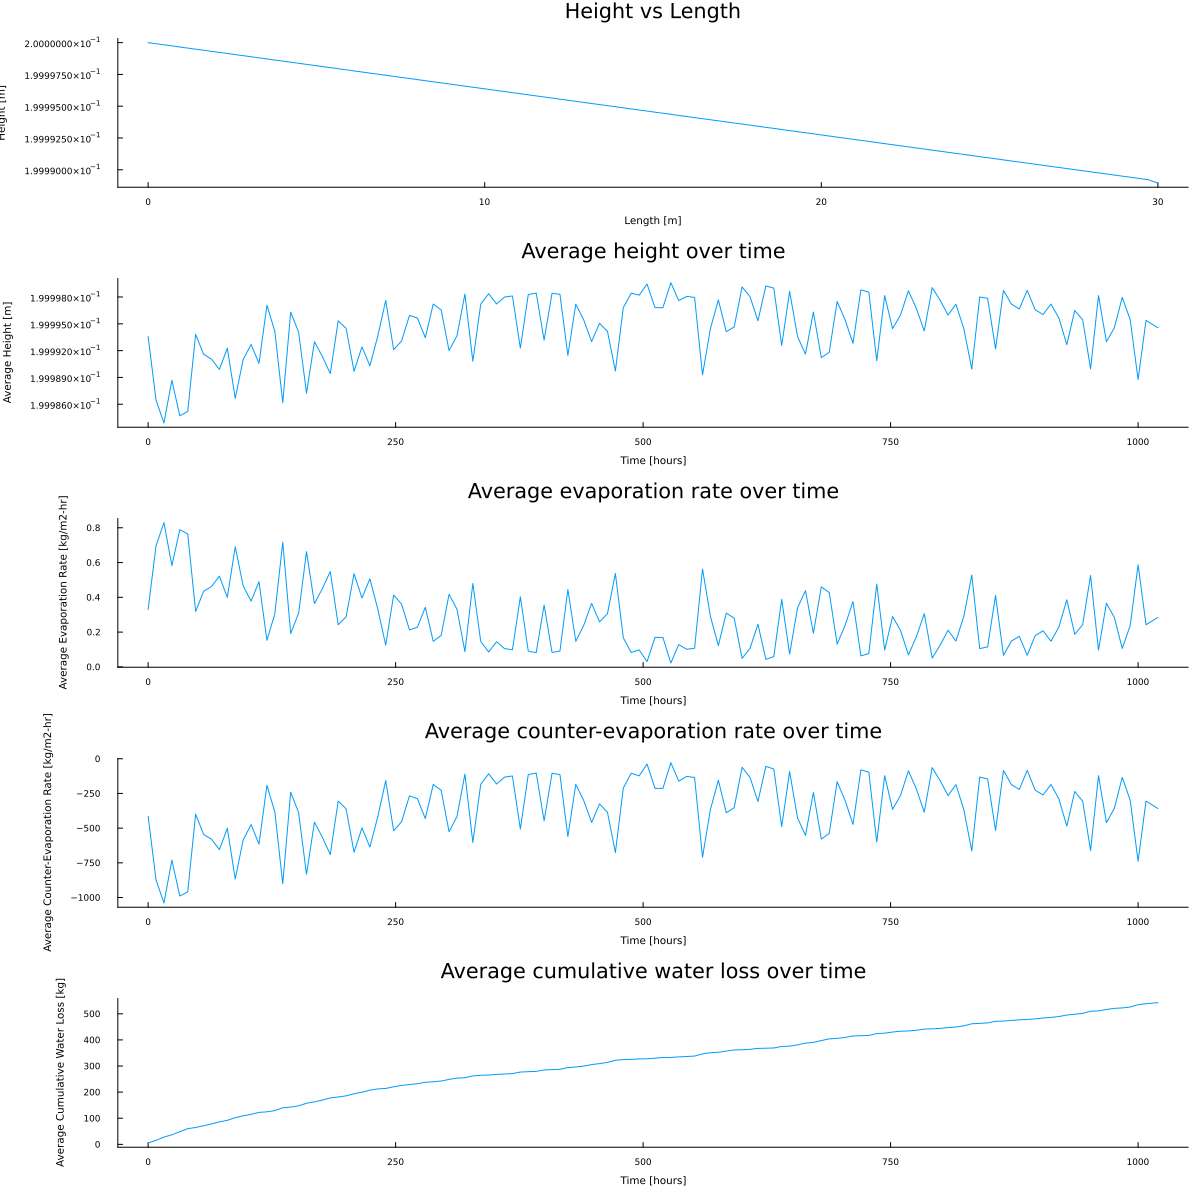 Height vs Length
Height [m]
2.0000000×10⁻¹
1.9999750×10⁻¹
1.9999500×10⁻¹
1.9999250×10⁻¹
1.9999000×10⁻¹
0 10 20 30
Length [m]
Average height over time
Average Height [m]
1.999980×10⁻¹
1.999950×10⁻¹
1.999920×10⁻¹
1.999890×10⁻¹
1.999860×10⁻¹
0 250 500 750 1000
Time [hours]
Average evaporation rate over time
Average Evaporation Rate [kg/m2-hr]
0.8
0.6
0.4
0.2
0.0
0 250 500 750 1000
Time [hours]
Average counter-evaporation rate over time
Average Counter-Evaporation Rate [kg/m2-hr]
0
−250
−500
−750
−1000
0 250 500 750 1000
Time [hours]
Average cumulative water loss over time
Average Cumulative Water Loss [kg]
500
400
300
200
100
0
0 250 500 750 1000
Time [hours]